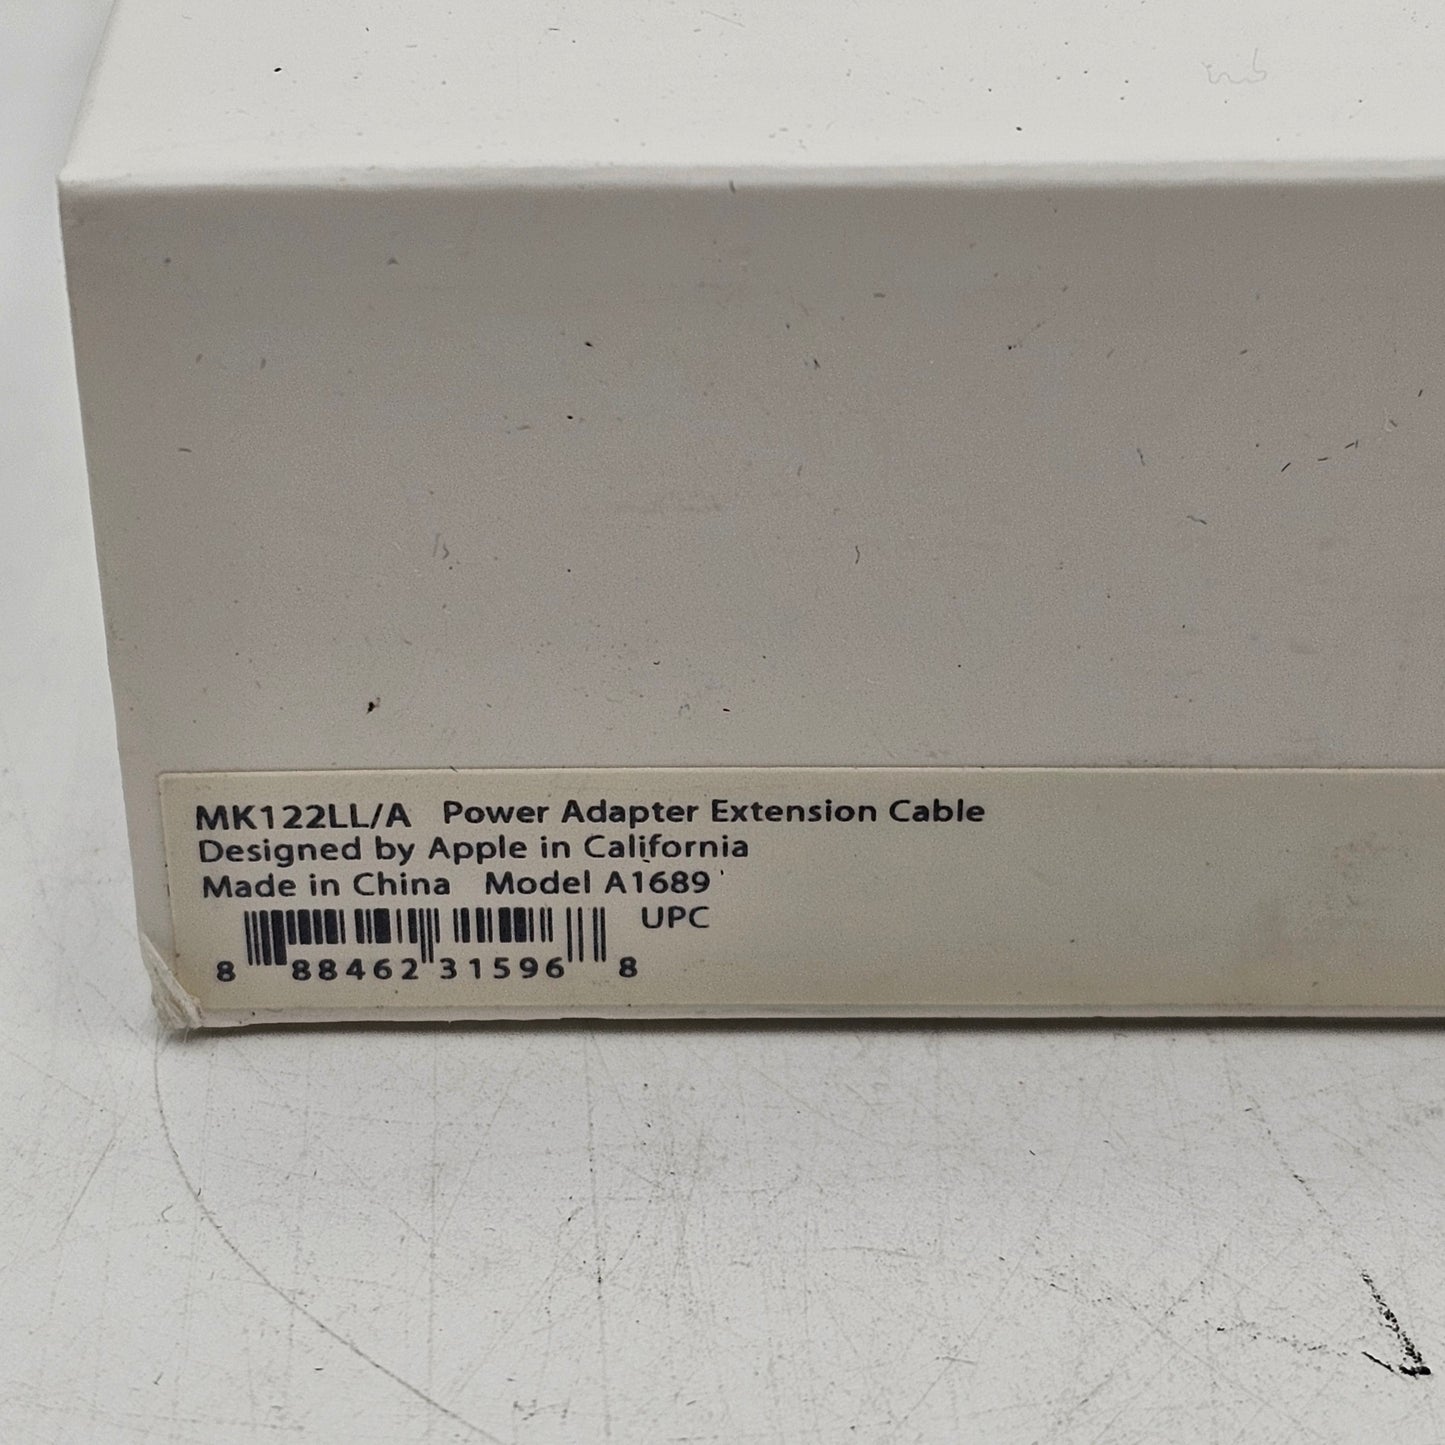 MK122LL/A Power Adapter Extension Cable
Designed by Apple in California
Made in China Model A1689
UPC
8 88462 31596 8